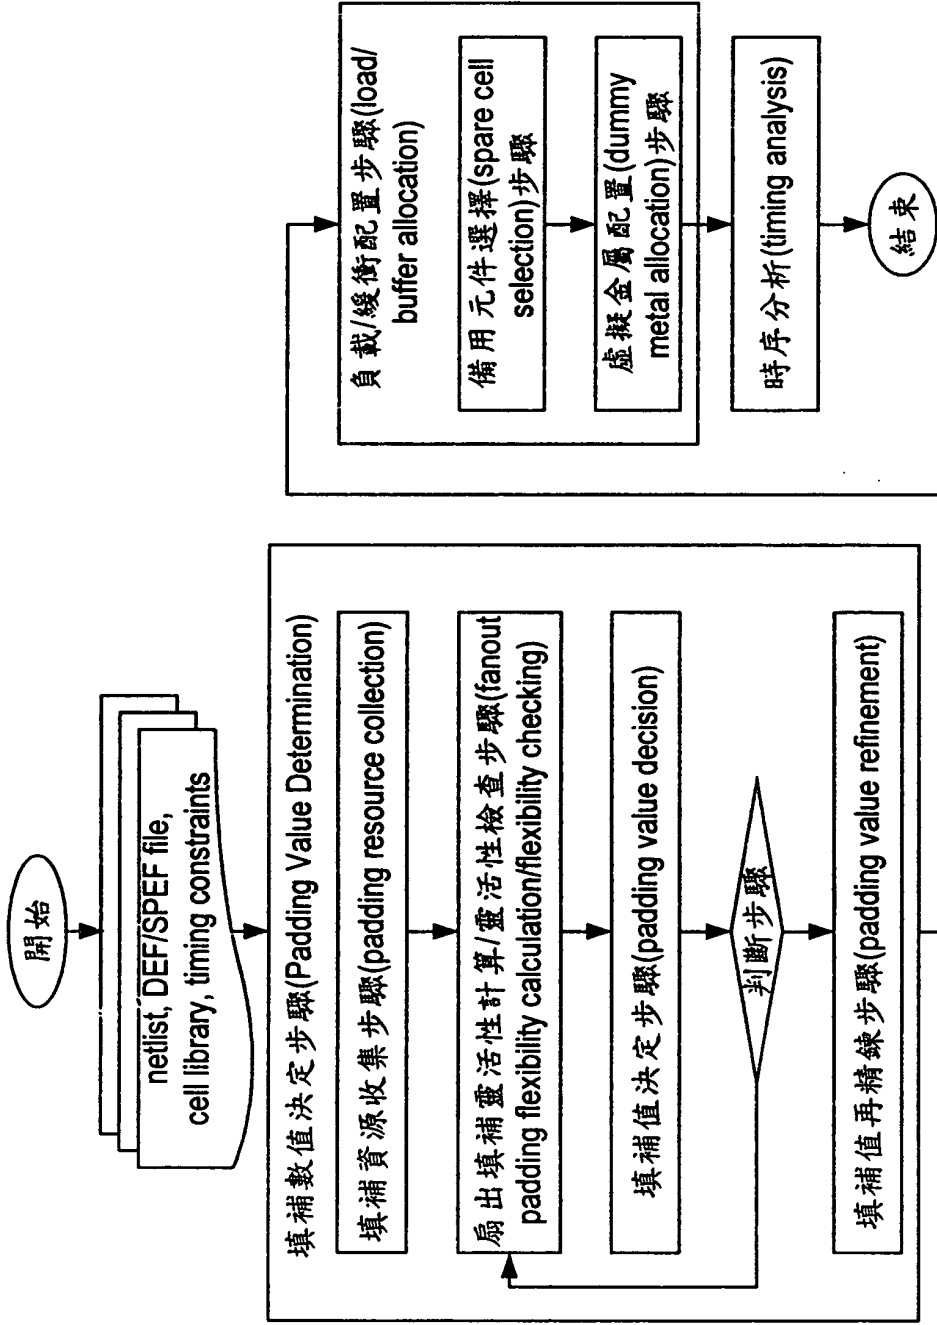 開始
netlist, DEF/SPEF file,
cell library, timing constraints
填補數值決定步驟(Padding Value Determination)
填補資源收集步驟(padding resource collection)
扇出填補靈活性計算/靈活性檢查步驟(fanout
padding flexibility calculation/flexibility checking)
填補值決定步驟(padding value decision)
判斷步驟
填補值再精鍊步驟(padding value refinement)
負載/緩衝配置步驟(load/
buffer allocation)
備用元件選擇(spare cell
selection)步驟
虛擬金屬配置(dummy
metal allocation)步驟
時序分析(timing analysis)
結束